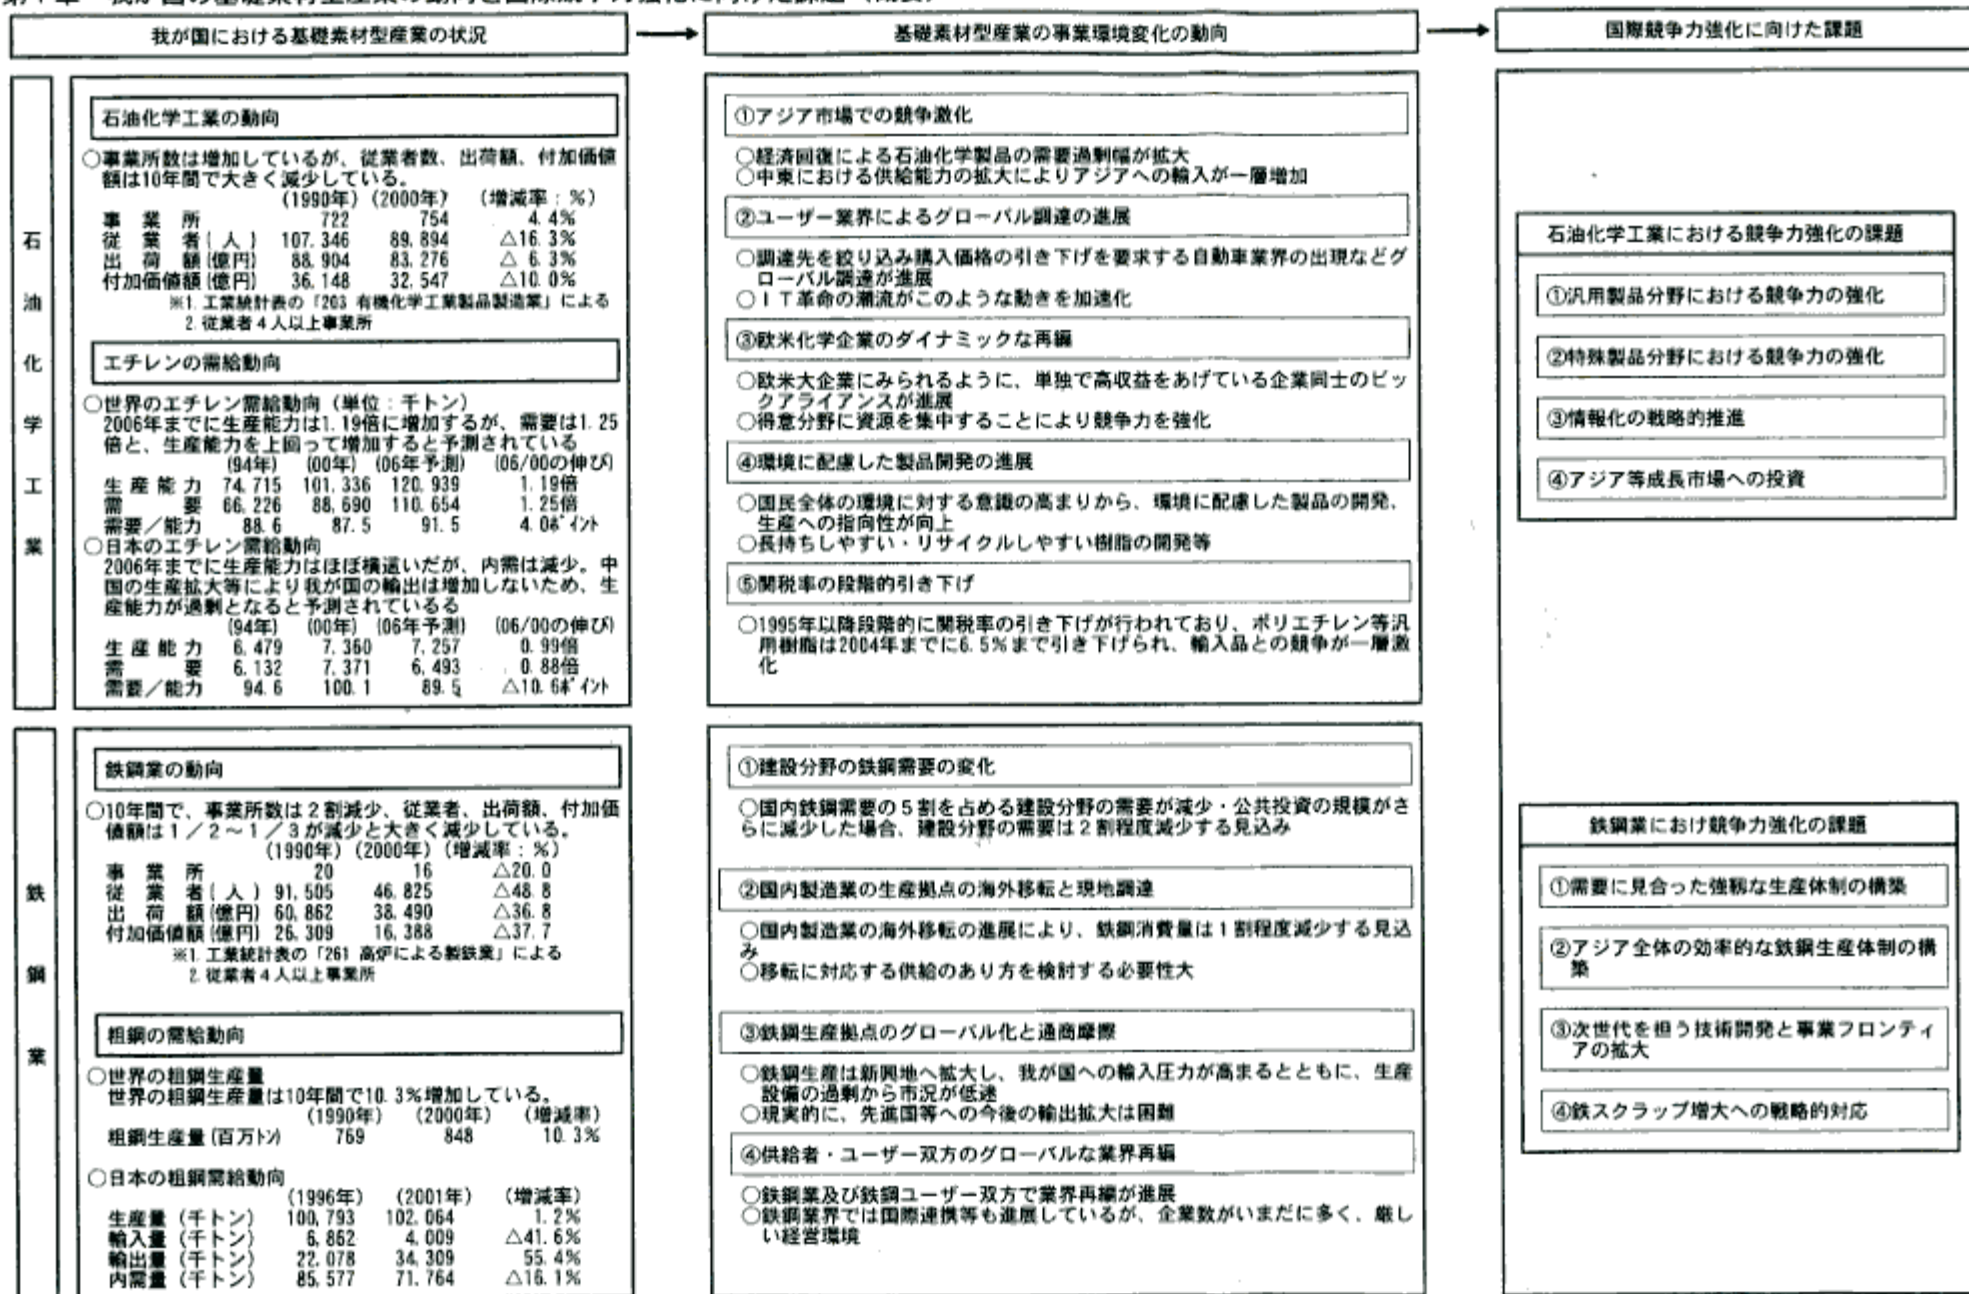 我が国における基礎素材型産業の状況
基礎素材型産業の事業環境変化の動向
国際競争力強化に向けた課題
石油化学工業
石油化学工業の動向
○事業所数は増加しているが、従業者数、出荷額、付加価値
額は10年間で大きく減少している。
(1990年) (2000年) (増減率：%)
事業所 722 754 4.4%
従業者(人) 107,346 89,894 △16.3%
出荷額(億円) 88,904 83,276 △6.3%
付加価値額(億円) 36,148 32,547 △10.0%
※1.工業統計表の「203 有機化学工業製品製造業」による
2.従業者4人以上事業所
エチレンの需給動向
○世界のエチレン需給動向（単位：千トン）
2006年までに生産能力は1.19倍に増加するが、需要は1.25
倍と、生産能力を上回って増加すると予測されている
(94年) (00年) (06年予測) (06/00の伸び)
生産能力 74,715 101,336 120,939 1.19倍
需要 66,226 88,690 110,654 1.25倍
需要／能力 88.6 87.5 91.5 4.0ポイント
○日本のエチレン需給動向
2006年までに生産能力はほぼ横這いだが、内需は減少。中
国の生産拡大等により我が国の輸出は増加しないため、生
産能力が過剰となると予測されているる
(94年) (00年) (06年予測) (06/00の伸び)
生産能力 6,479 7,360 7,257 0.99倍
需要 6,132 7,371 6,493 0.88倍
需要／能力 94.6 100.1 89.5 △10.6ポイント
①アジア市場での競争激化
○経済回復による石油化学製品の需要過剰幅が拡大
○中東における供給能力の拡大によりアジアへの輸入が一層増加
②ユーザー業界によるグローバル調達の進展
○調達先を絞り込み購入価格の引き下げを要求する自動車業界の出現などグ
ローバル調達が進展
○ＩＴ革命の潮流がこのような動きを加速化
③欧米化学企業のダイナミックな再編
○欧米大企業にみられるように、単独で高収益をあげている企業同士のビッ
クアライアンスが進展
○得意分野に資源を集中することにより競争力を強化
④環境に配慮した製品開発の進展
○国民全体の環境に対する意識の高まりから、環境に配慮した製品の開発、
生産への指向性が向上
○長持ちしやすい・リサイクルしやすい樹脂の開発等
⑤関税率の段階的引き下げ
○1995年以降段階的に関税率の引き下げが行われており、ポリエチレン等汎
用樹脂は2004年までに6.5%まで引き下げられ、輸入品との競争が一層激
化
石油化学工業における競争力強化の課題
①汎用製品分野における競争力の強化
②特殊製品分野における競争力の強化
③情報化の戦略的推進
④アジア等成長市場への投資
鉄鋼業
鉄鋼業の動向
○10年間で、事業所数は2割減少、従業者、出荷額、付加価
値額は1／2～1／3が減少と大きく減少している。
(1990年) (2000年) (増減率：%)
事業所 20 16 △20.0
従業者(人) 91,505 46,825 △48.8
出荷額(億円) 60,862 38,490 △36.8
付加価値額(億円) 26,309 16,388 △37.7
※1.工業統計表の「261 高炉による製鉄業」による
2.従業者4人以上事業所
粗鋼の需給動向
○世界の粗鋼生産量
世界の粗鋼生産量は10年間で10.3%増加している。
(1990年) (2000年) (増減率)
粗鋼生産量(百万トン) 769 848 10.3%
○日本の粗鋼需給動向
(1996年) (2001年) (増減率)
生産量（千トン） 100,793 102,064 1.2%
輸入量（千トン） 6,862 4,009 △41.6%
輸出量（千トン） 22,078 34,309 55.4%
内需量（千トン） 85,577 71,764 △16.1%
①建設分野の鉄鋼需要の変化
○国内鉄鋼需要の5割を占める建設分野の需要が減少・公共投資の規模がさ
らに減少した場合、建設分野の需要は2割程度減少する見込み
②国内製造業の生産拠点の海外移転と現地調達
○国内製造業の海外移転の進展により、鉄鋼消費量は1割程度減少する見込
み
○移転に対応する供給のあり方を検討する必要性大
③鉄鋼生産拠点のグローバル化と通商摩擦
○鉄鋼生産は新興地へ拡大し、我が国への輸入圧力が高まるとともに、生産
設備の過剰から市況が低迷
○現実的に、先進国等への今後の輸出拡大は困難
④供給者・ユーザー双方のグローバルな業界再編
○鉄鋼業及び鉄鋼ユーザー双方で業界再編が進展
○鉄鋼業界では国際連携等も進展しているが、企業数がいまだに多く、厳し
い経営環境
鉄鋼業におけ競争力強化の課題
①需要に見合った強靱な生産体制の構築
②アジア全体の効率的な鉄鋼生産体制の構
築
③次世代を担う技術開発と事業フロンティ
アの拡大
④鉄スクラップ増大への戦略的対応